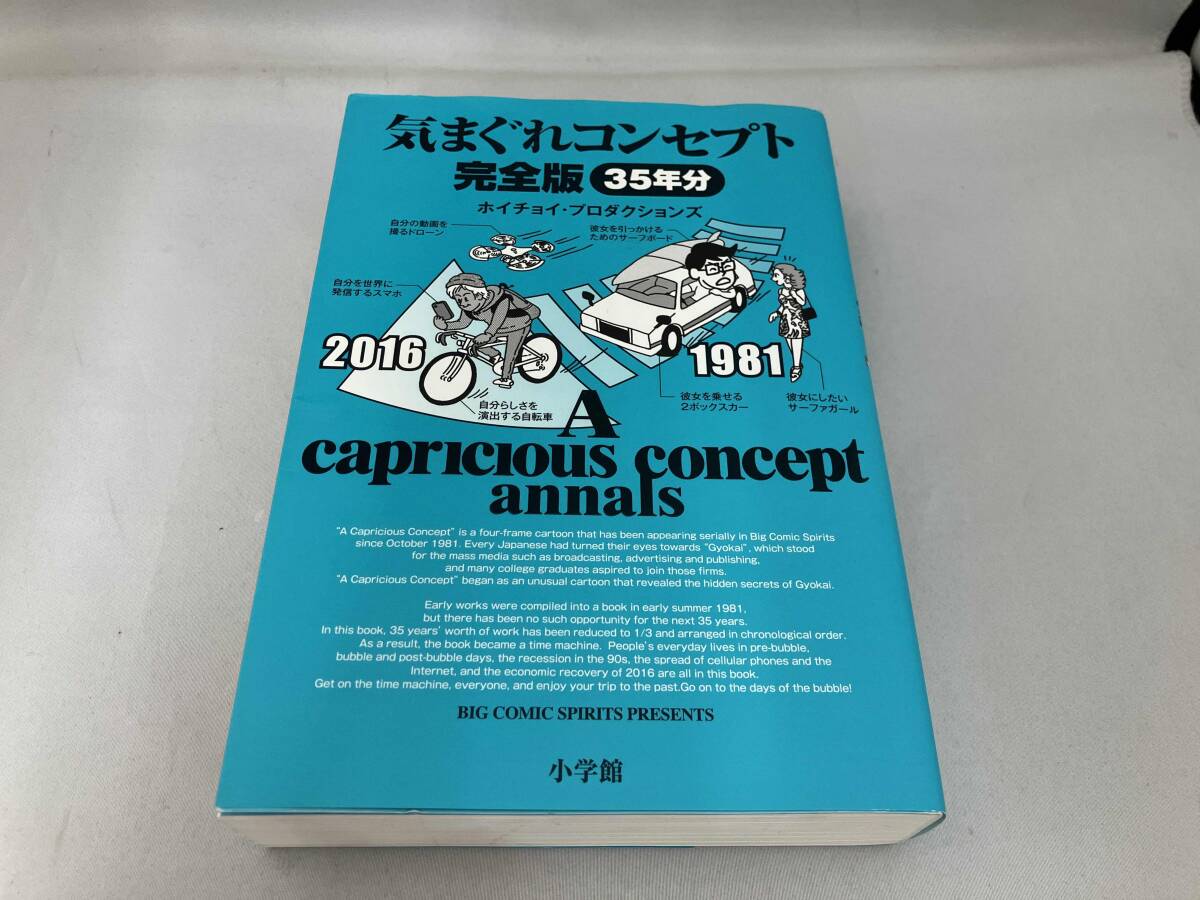 気まぐれコンセプト
完全版 35年分
ホイチョイ・プロダクションズ
自分の動画を
撮るドローン
彼女を引っかける
ためのサーフボード
自分を世界に
発信するスマホ
2016
1981
自分らしさを
演出する自転車
彼女を乗せる
2ボックスカー
彼女にしたい
サーファガール
A
capricious concept
annals
"A Capricious Concept" is a four-frame cartoon that has been appearing serially in Big Comic Spirits
since October 1981. Every Japanese had turned their eyes towards "Gyokai", which stood
for the mass media such as broadcasting, advertising and publishing,
and many college graduates aspired to join those firms.
"A Capricious Concept" began as an unusual cartoon that revealed the hidden secrets of Gyokai.
Early works were compiled into a book in early summer 1981,
but there has been no such opportunity for the next 35 years.
In this book, 35 years' worth of work has been reduced to 1/3 and arranged in chronological order.
As a result, the book became a time machine. People's everyday lives in pre-bubble,
bubble and post-bubble days, the recession in the 90s, the spread of cellular phones and the
Internet, and the economic recovery of 2016 are all in this book.
Get on the time machine, everyone, and enjoy your trip to the past.Go on to the days of the bubble!
BIG COMIC SPIRITS PRESENTS
小学館